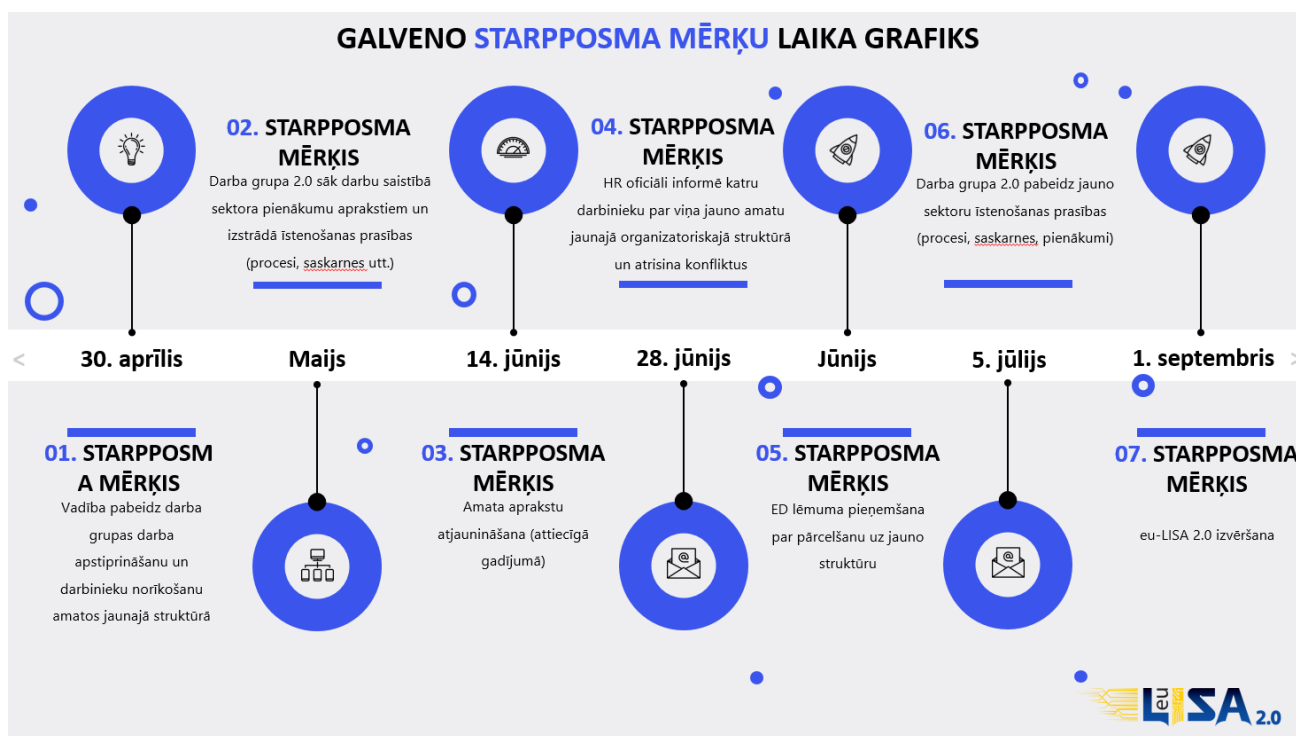 GALVENO STARPPOSMA MĒRĶU LAIKA GRAFIKS
02. STARPPOSMA
MĒRĶIS
Darba grupa 2.0 sāk darbu saistībā
sektora pienākumu aprakstiem un
izstrādā īstenošanas prasības
(procesi, saskarnes utt.)
04. STARPPOSMA
MĒRĶIS
HR oficiāli informē katru
darbinieku par viņa jauno amatu
jaunajā organizatoriskajā struktūrā
un atrisina konfliktus
06. STARPPOSMA
MĒRĶIS
Darba grupa 2.0 pabeidz jauno
sektoru īstenošanas prasības
(procesi, saskarnes, pienākumi)
< 30. aprīlis Maijs 14. jūnijs 28. jūnijs Jūnijs 5. jūlijs 1. septembris >
01. STARPPOSM
A MĒRĶIS
Vadība pabeidz darba
grupas darba
apstiprināšanu un
darbinieku norīkošanu
amatos jaunajā struktūrā
03. STARPPOSMA
MĒRĶIS
Amata aprakstu
atjaunināšana (attiecīgā
gadījumā)
05. STARPPOSMA
MĒRĶIS
ED lēmuma pieņemšana
par pārcelšanu uz jauno
struktūru
07. STARPPOSMA
MĒRĶIS
eu-LISA 2.0 izvēršana
eu LISA 2.0